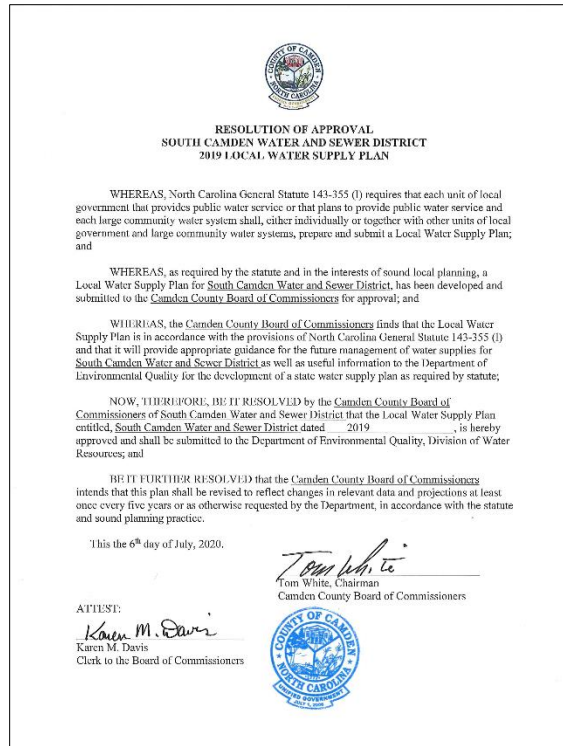 COUNTY OF CAMDEN
NORTH CAROLINA
RESOLUTION OF APPROVAL
SOUTH CAMDEN WATER AND SEWER DISTRICT
2019 LOCAL WATER SUPPLY PLAN
WHEREAS, North Carolina General Statute 143-355 (l) requires that each unit of local
government that provides public water service or that plans to provide public water service and
each large community water system shall, either individually or together with other units of local
government and large community water systems, prepare and submit a Local Water Supply Plan;
and
WHEREAS, as required by the statute and in the interests of sound local planning, a
Local Water Supply Plan for South Camden Water and Sewer District, has been developed and
submitted to the Camden County Board of Commissioners for approval; and
WHEREAS, the Camden County Board of Commissioners finds that the Local Water
Supply Plan is in accordance with the provisions of North Carolina General Statute 143-355 (l)
and that it will provide appropriate guidance for the future management of water supplies for
South Camden Water and Sewer District as well as useful information to the Department of
Environmental Quality for the development of a state water supply plan as required by statute;
NOW, THEREFORE, BE IT RESOLVED by the Camden County Board of
Commissioners of South Camden Water and Sewer District that the Local Water Supply Plan
entitled, South Camden Water and Sewer District dated 2019, is hereby
approved and shall be submitted to the Department of Environmental Quality, Division of Water
Resources; and
BE IT FURTHER RESOLVED that the Camden County Board of Commissioners
intends that this plan shall be revised to reflect changes in relevant data and projections at least
once every five years or as otherwise requested by the Department, in accordance with the statute
and sound planning practice.
This the 6th day of July, 2020.
Tom White
Tom White, Chairman
Camden County Board of Commissioners
ATTEST:
Karen M. Davis
Karen M. Davis
Clerk to the Board of Commissioners
COUNTY OF CAMDEN
NORTH CAROLINA
UNIFIED GOVERNMENT
JULY 1, 2006